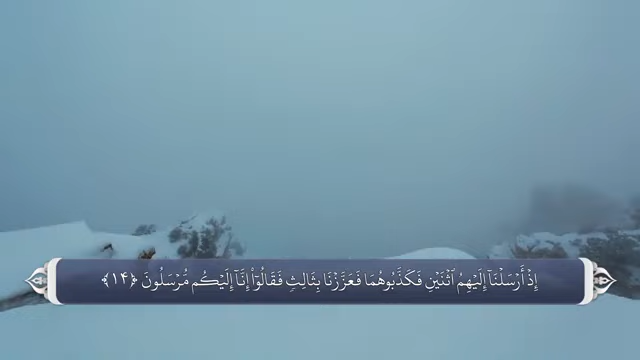 إِذۡ أَرۡسَلۡنَآ إِلَيۡهِمُ ٱثۡنَيۡنِ فَكَذَّبُوهُمَا فَعَزَّزۡنَا بِثَالِثٖ فَقَالُوٓاْ إِنَّآ إِلَيۡكُم مُّرۡسَلُونَ ﴿١٤﴾